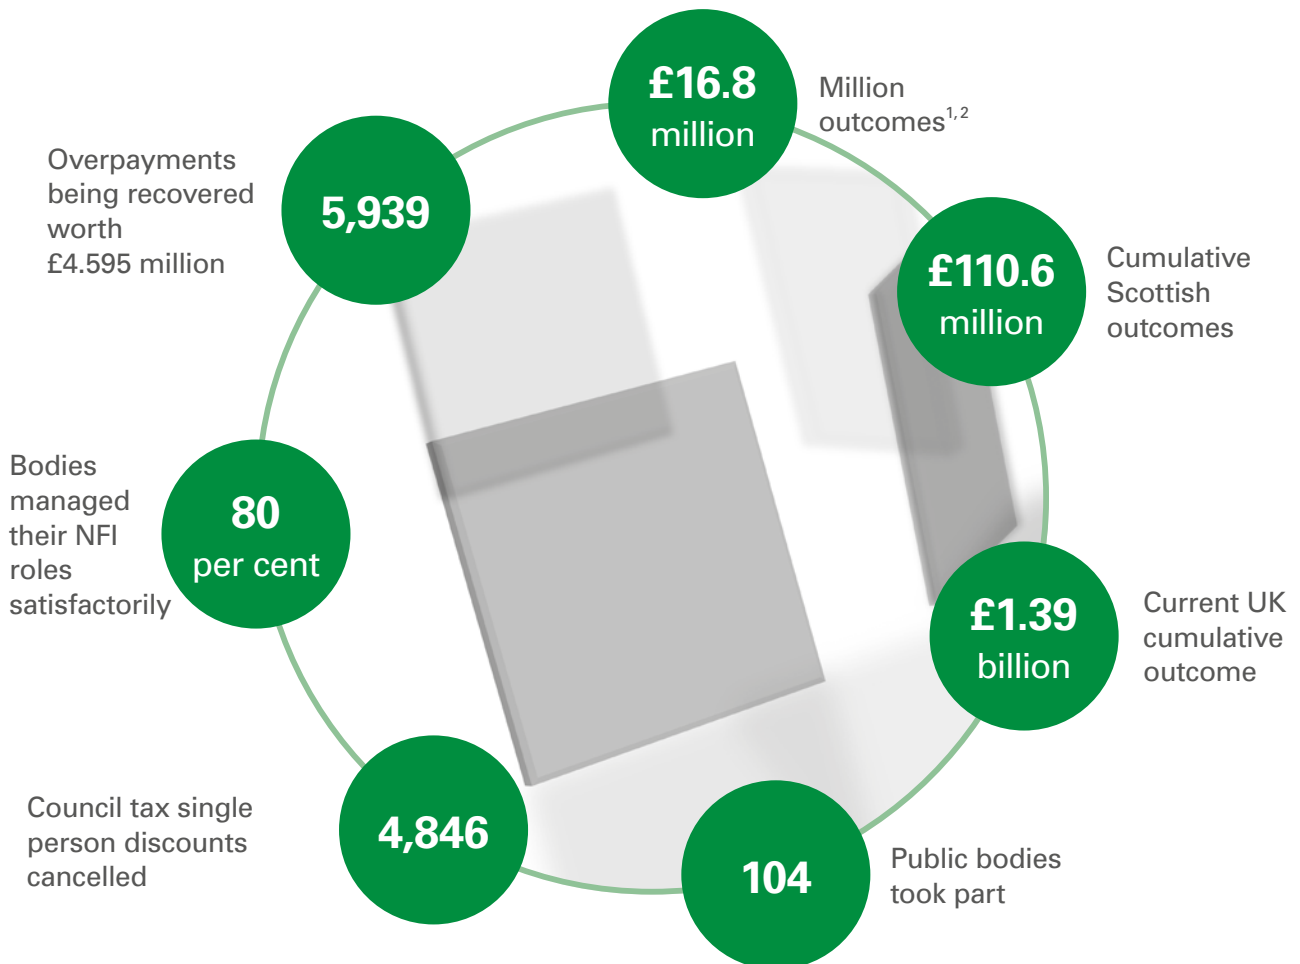 £16.8
million
Million
outcomes1,2
£110.6
million
Cumulative
Scottish
outcomes
£1.39
billion
Current UK
cumulative
outcome
104
Public bodies
took part
4,846
Council tax single
person discounts
cancelled
80
per cent
Bodies
managed
their NFI
roles
satisfactorily
5,939
Overpayments
being recovered
worth
£4.595 million